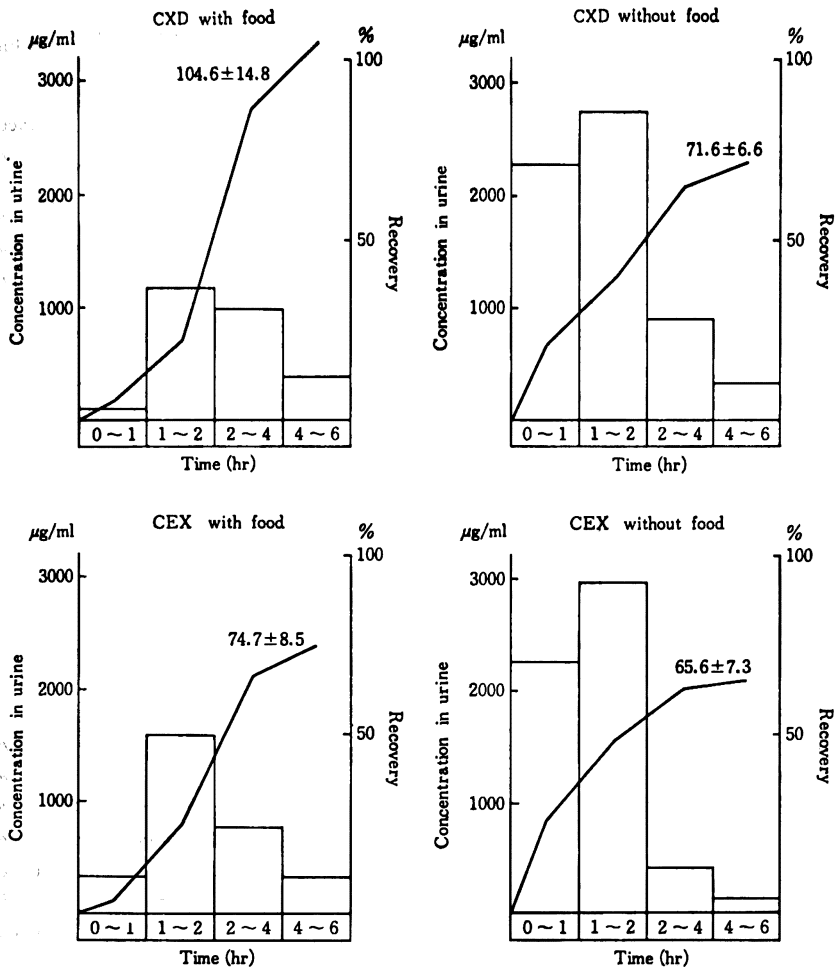 CXD with food
μg/ml
%
3000
2000
1000
100
50
104.6±14.8
Concentration in urine
Recovery
0～1 1～2 2～4 4～6
Time (hr)
CXD without food
μg/ml
%
3000
2000
1000
100
50
71.6±6.6
Concentration in urine
Recovery
0～1 1～2 2～4 4～6
Time (hr)
CEX with food
μg/ml
%
3000
2000
1000
100
50
74.7±8.5
Concentration in urine
Recovery
0～1 1～2 2～4 4～6
Time (hr)
CEX without food
μg/ml
%
3000
2000
1000
100
50
65.6±7.3
Concentration in urine
Recovery
0～1 1～2 2～4 4～6
Time (hr)